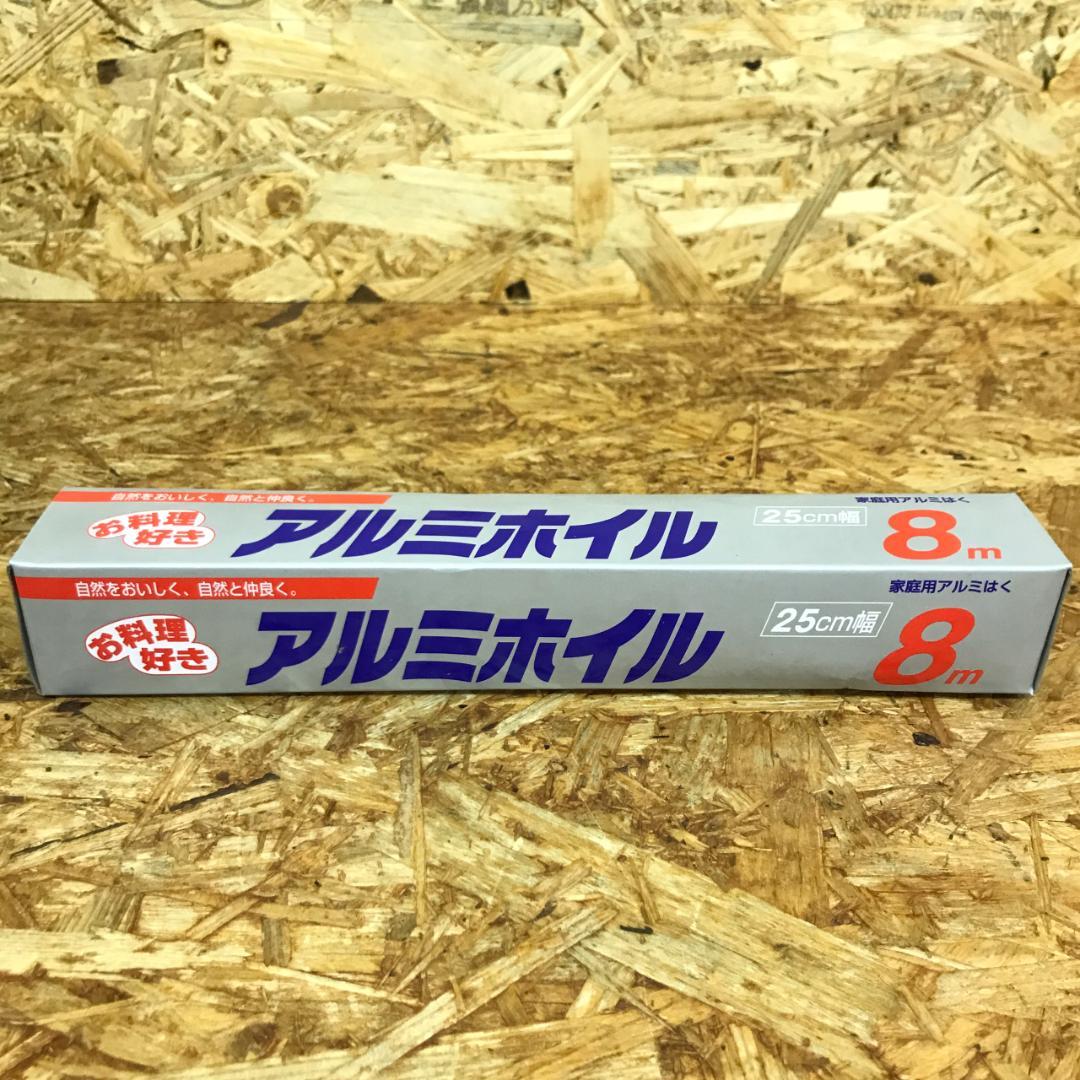 自然をおいしく、自然と仲良く。
お料理
好き
アルミホイル
25cm幅
家庭用アルミはく
8m
自然をおいしく、自然と仲良く。
お料理
好き
アルミホイル
25cm幅
家庭用アルミはく
8m